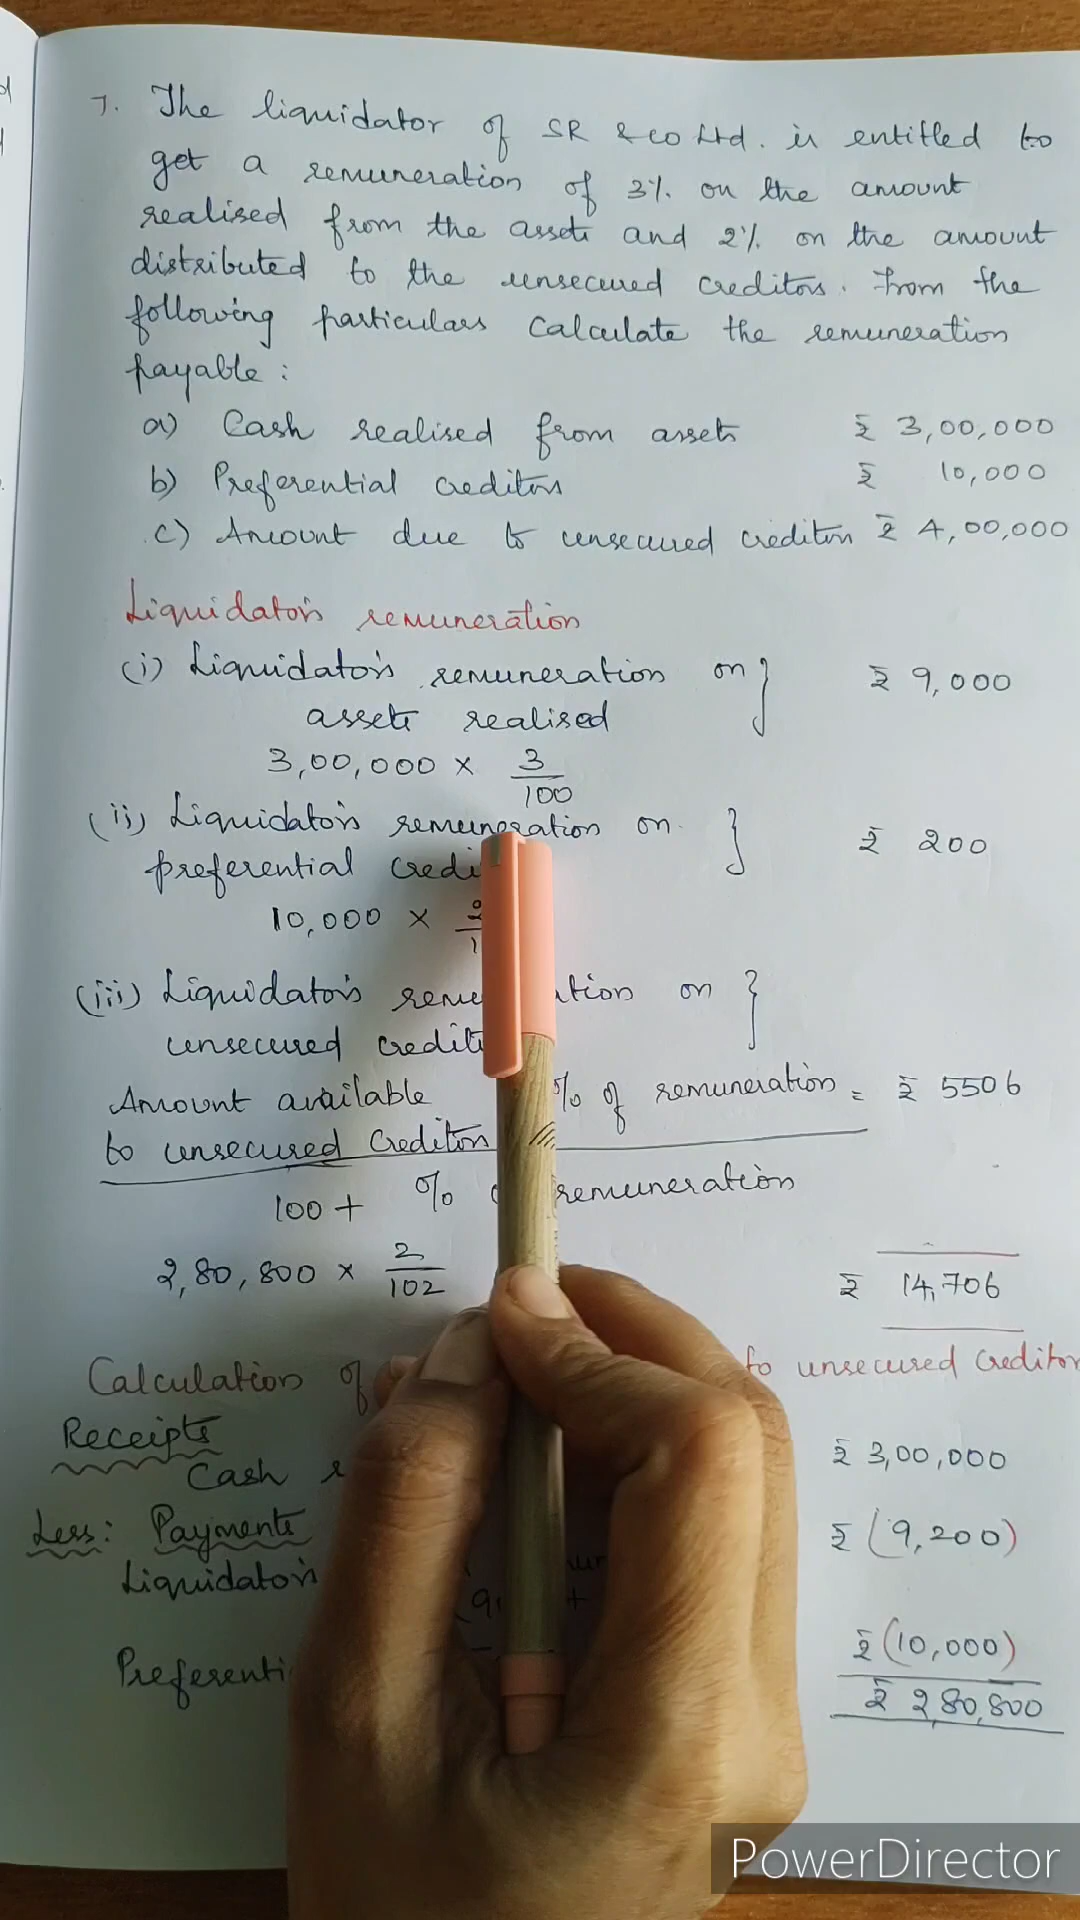 7. The liquidator of SR & co Ltd. is entitled to
get a remuneration of 3% on the amount
realised from the assets and 2% on the amount
distributed to the unsecured creditors. From the
following particulars calculate the remuneration
payable:
a) Cash realised from assets ₹ 3,00,000
b) Preferential creditors ₹ 10,000
c) Amount due to unsecured creditors ₹ 4,00,000
Liquidator's remuneration
(i) Liquidator's remuneration on } ₹ 9,000
assets realised
3,00,000 × 3
100
(ii) Liquidator's remuneration on } ₹ 200
preferential
10,000 ×
(iii) Liquidator's on }
unsecured
Amount available % of remuneration = ₹ 5506
to unsecured creditors
100 + % remuneration
2,80,800 × 2
102
₹ 14,706
Calculation of to unsecured creditor
Receipts
Cash ₹ 3,00,000
Less: Payments ₹ (9,200)
Liquidator's
₹ (10,000)
₹ 2,80,800
PowerDirector